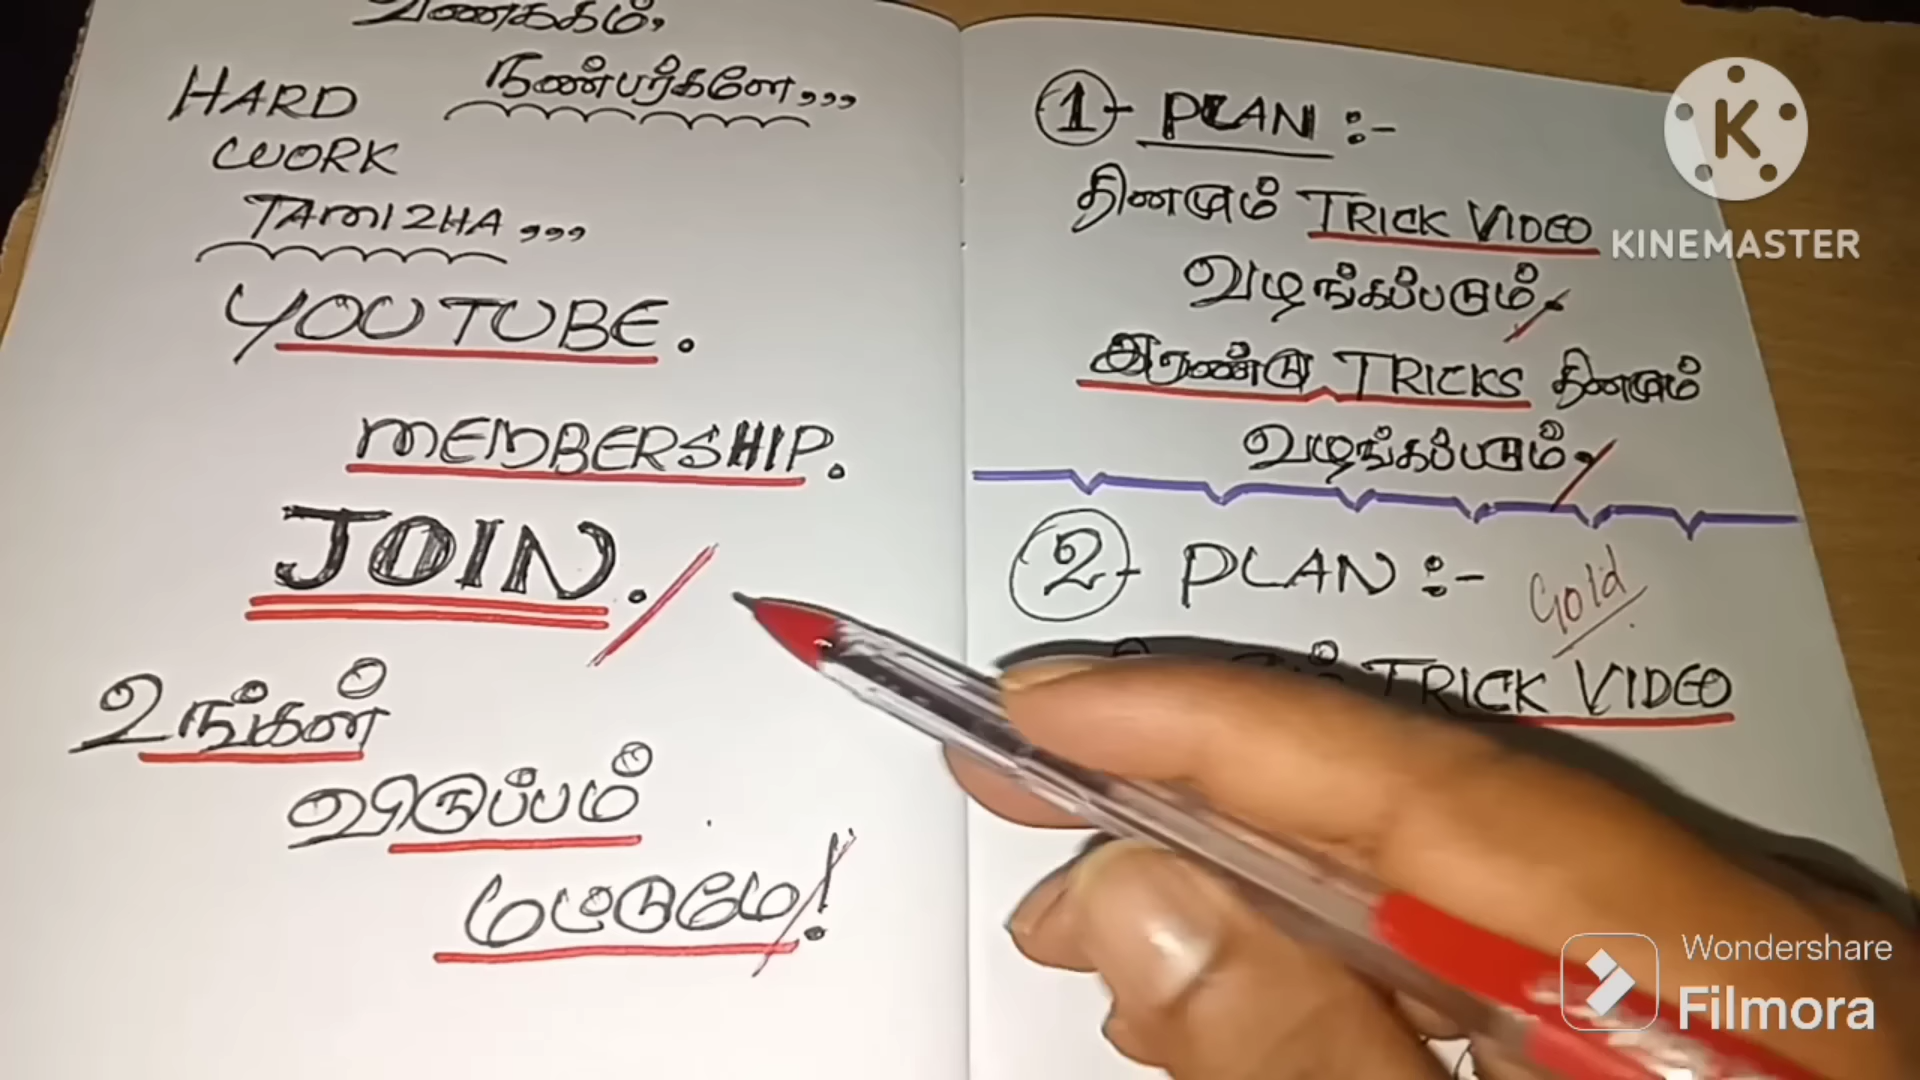 வணக்கம்,
நண்பர்களே,,,
HARD
WORK
TAMIZHA,,,
YOUTUBE.
MEMBERSHIP.
JOIN.
உங்கள்
விருப்பம்
மட்டுமே!
1- PLAN :-
தினமும் TRICK VIDEO
வழங்கப்படும்.
இரண்டு TRICKS தினமும்
வழங்கப்படும்.
2- PLAN :- Gold
TRICK VIDEO
K
KINEMASTER
Wondershare
Filmora